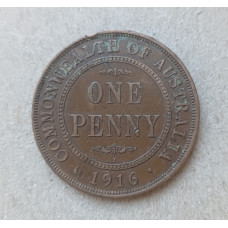 COMMONWEALTH OF AUSTRALIA
ONE
PENNY
1916